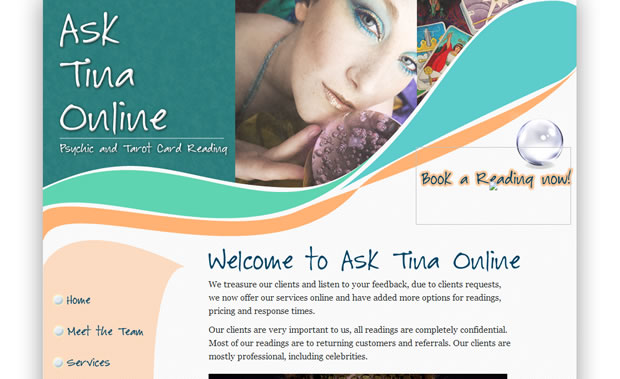 Ask
Tina
Online
Psychic and Tarot Card Reading
Book a Reading now!
Welcome to Ask Tina Online
We treasure our clients and listen to your feedback, due to clients requests,
we now offer our services online and have added more options for readings,
pricing and response times.
Our clients are very important to us, all readings are completely confidential.
Most of our readings are to returning customers and referrals. Our clients are
mostly professional, including celebrities.
Home
Meet the Team
Services